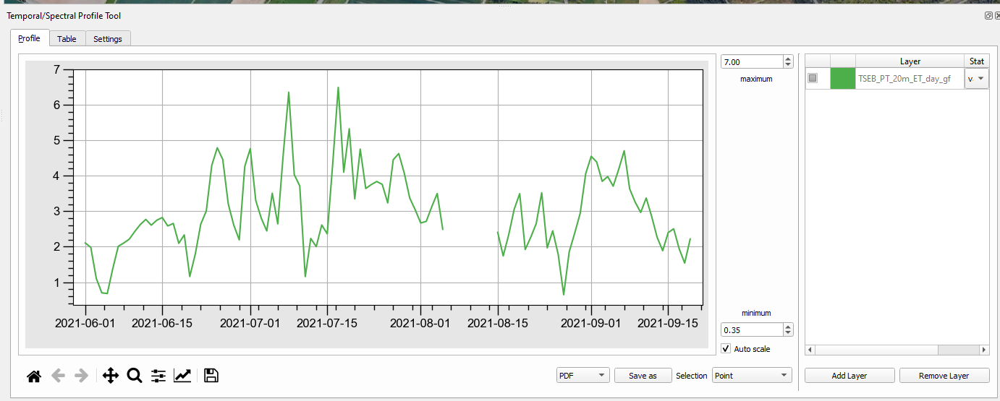 Temporal/Spectral Profile Tool
Profile Table Settings
7
6
5
4
3
2
1
2021-06-01 2021-06-15 2021-07-01 2021-07-15 2021-08-01 2021-08-15 2021-09-01 2021-09-15
7.00
maximum
minimum
0.35
Auto scale
Layer Stat
TSEB_PT_20m_ET_day_gf v
PDF Save as Selection Point
Add Layer Remove Layer